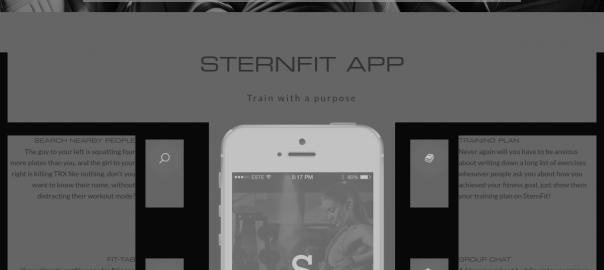 STERNFIT APP
Train with a purpose
SEARCH NEARBY PEOPLE
The guy to your left is squatting four
more plates than you, and the girl to your
right is killing TRX like nothing, don't you
want to know their name, without
distracting their workout mode?
TRAINING PLAN
Never again will you have to be anxious
about writing down a long list of exercises
whenever people ask you about how you
achieved your fitness goal, just show them
your training plan on SternFit!
ESTE 5:17 PM 80%
S
FIT-TAB
GROUP CHAT